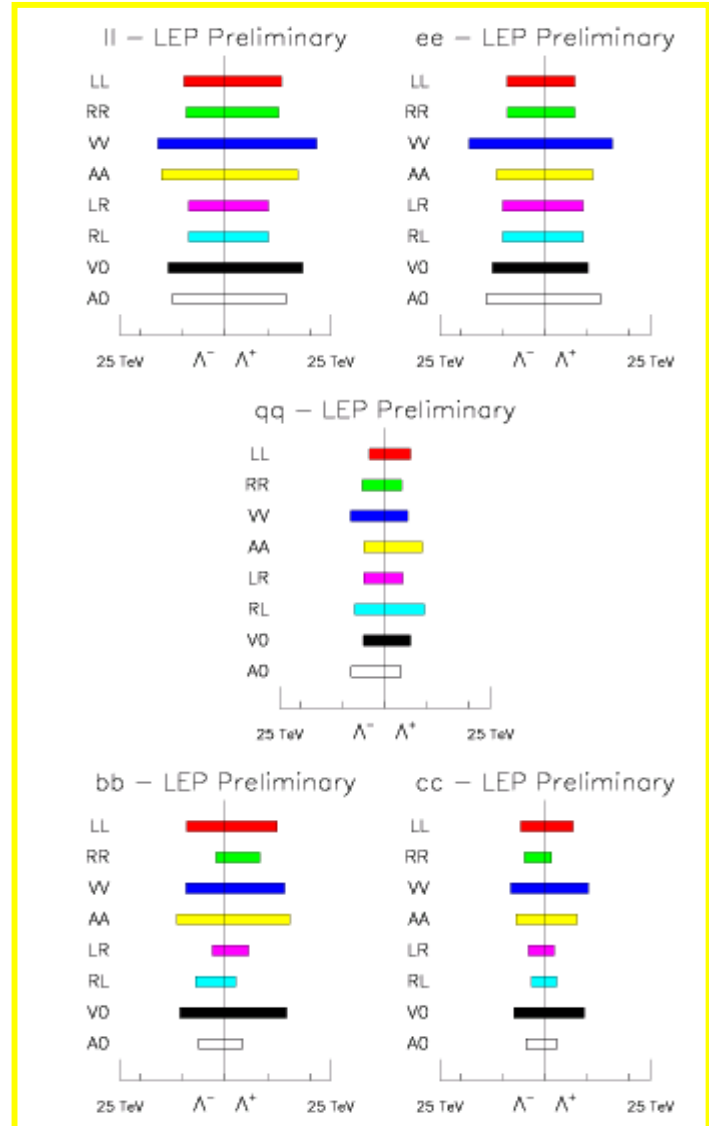 ll – LEP Preliminary
LL
RR
VV
AA
LR
RL
V0
A0
25 TeV Λ⁻ Λ⁺ 25 TeV
ee – LEP Preliminary
LL
RR
VV
AA
LR
RL
V0
A0
25 TeV Λ⁻ Λ⁺ 25 TeV
qq – LEP Preliminary
LL
RR
VV
AA
LR
RL
V0
A0
25 TeV Λ⁻ Λ⁺ 25 TeV
bb – LEP Preliminary
LL
RR
VV
AA
LR
RL
V0
A0
25 TeV Λ⁻ Λ⁺ 25 TeV
cc – LEP Preliminary
LL
RR
VV
AA
LR
RL
V0
A0
25 TeV Λ⁻ Λ⁺ 25 TeV